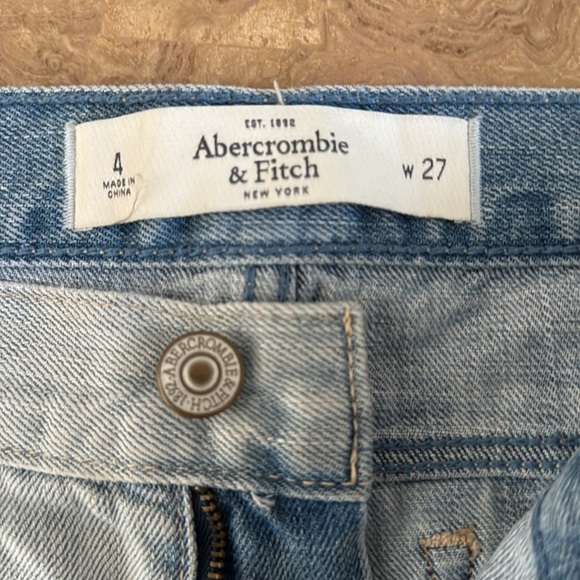 EST. 1892
Abercrombie
& Fitch
NEW YORK
4
MADE IN
CHINA
W 27
ABERCROMBIE & FITCH · 1892 ·